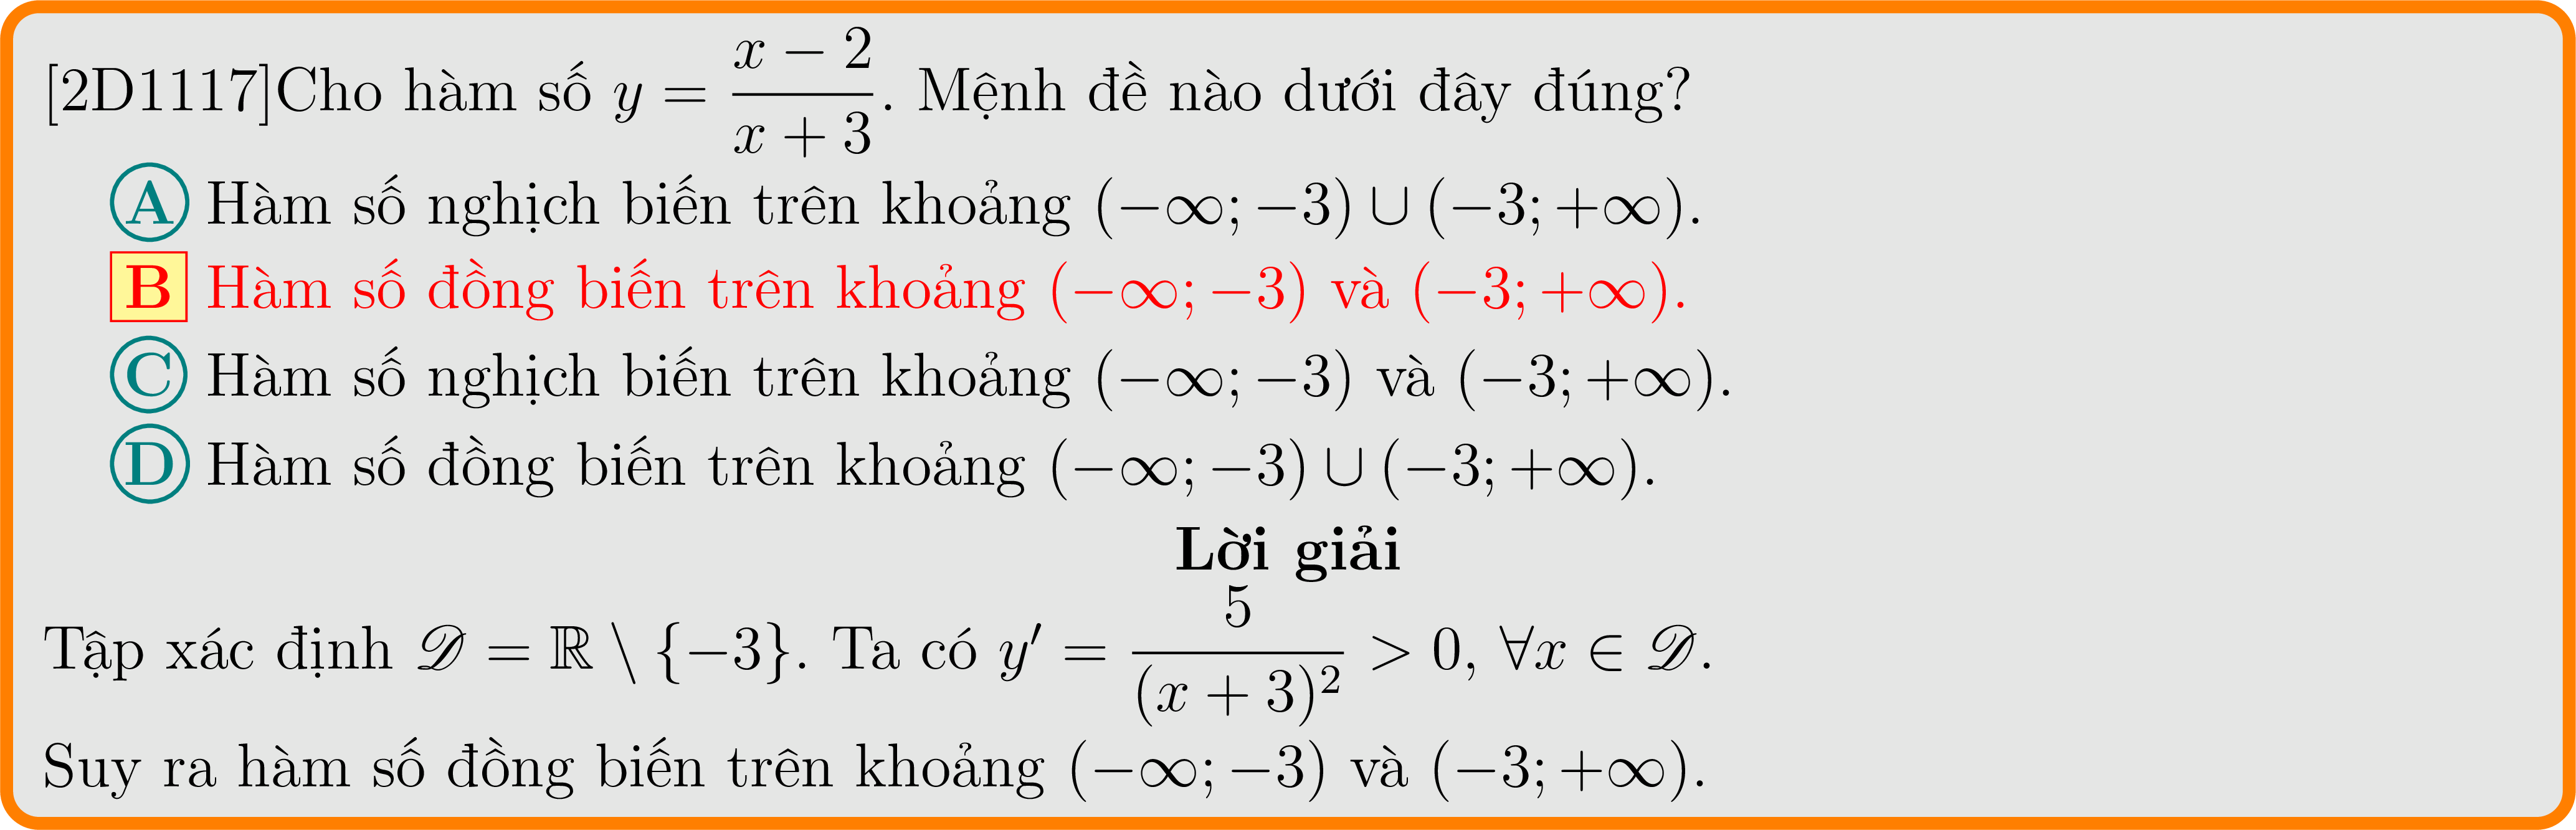 [2D1117]Cho hàm số $y = \dfrac{x-2}{x+3}$. Mệnh đề nào dưới đây đúng?
A Hàm số nghịch biến trên khoảng $(-\infty; -3) \cup (-3; +\infty)$.
B Hàm số đồng biến trên khoảng $(-\infty; -3)$ và $(-3; +\infty)$.
C Hàm số nghịch biến trên khoảng $(-\infty; -3)$ và $(-3; +\infty)$.
D Hàm số đồng biến trên khoảng $(-\infty; -3) \cup (-3; +\infty)$.
Lời giải
Tập xác định $\mathscr{D} = \mathbb{R} \setminus \{-3\}$. Ta có $y' = \dfrac{5}{(x+3)^2} > 0, \forall x \in \mathscr{D}$.
Suy ra hàm số đồng biến trên khoảng $(-\infty; -3)$ và $(-3; +\infty)$.